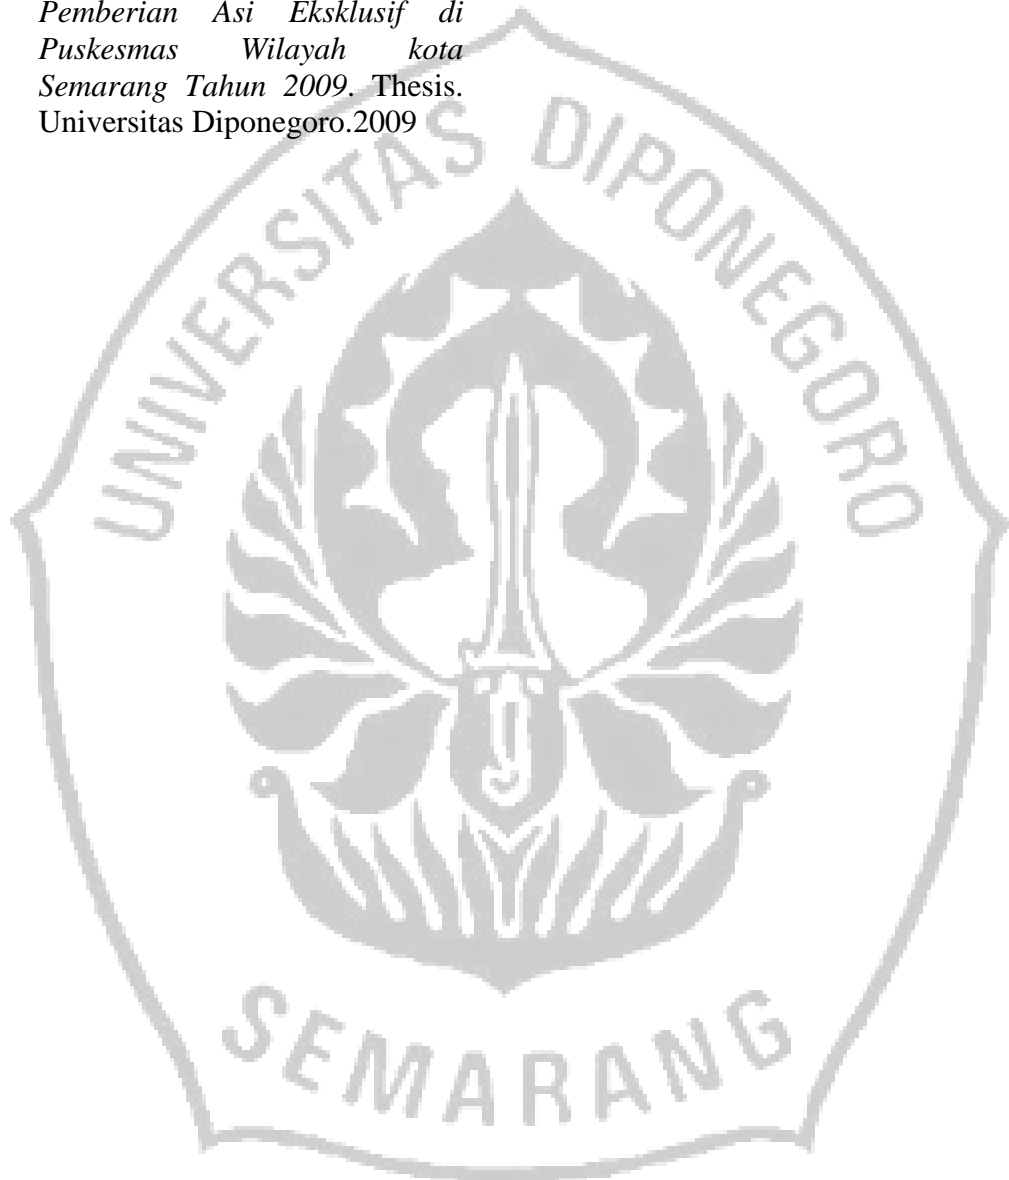 Pemberian Asi Eksklusif di
Puskesmas Wilayah kota
Semarang Tahun 2009. Thesis.
Universitas Diponegoro.2009
UNIVERSITAS DIPONEGORO
SEMARANG